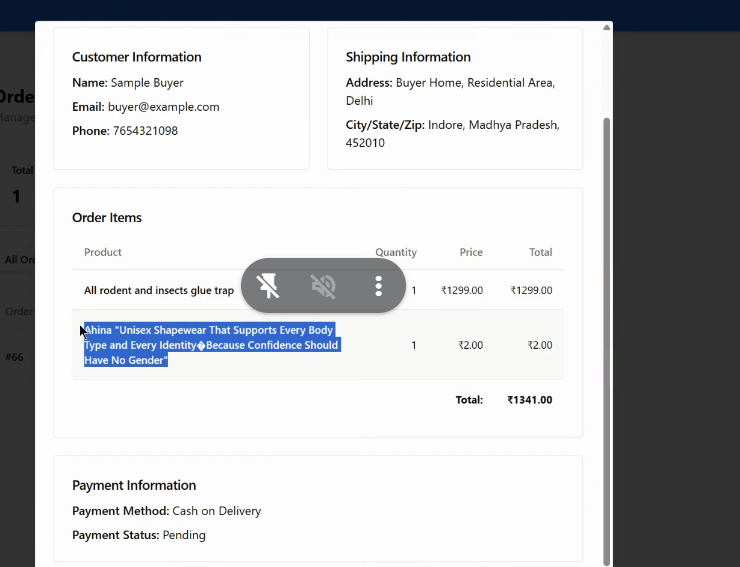 Orde
Manage
Total
1
All Ord
Order
#66
Customer Information
Name: Sample Buyer
Email: buyer@example.com
Phone: 7654321098
Shipping Information
Address: Buyer Home, Residential Area,
Delhi
City/State/Zip: Indore, Madhya Pradesh,
452010
Order Items
Product Quantity Price Total
All rodent and insects glue trap 1 ₹1299.00 ₹1299.00
Ahina "Unisex Shapewear That Supports Every Body
Type and Every Identity�Because Confidence Should
Have No Gender"
1 ₹2.00 ₹2.00
Total: ₹1341.00
Payment Information
Payment Method: Cash on Delivery
Payment Status: Pending